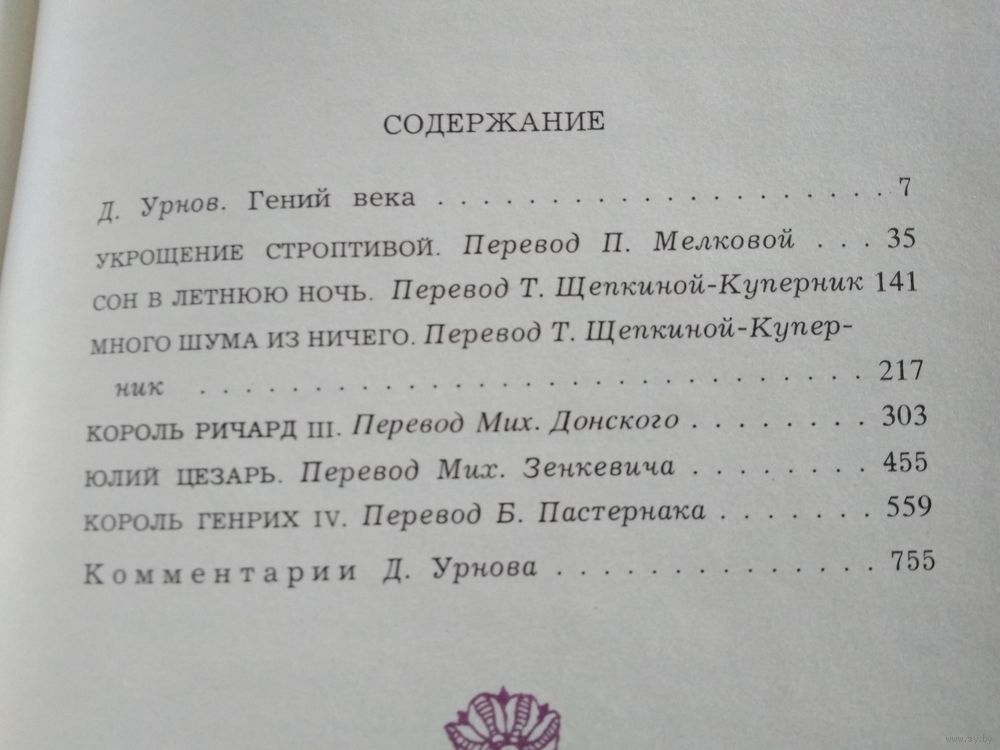 СОДЕРЖАНИЕ
Д. Урнов. Гений века . . . . . . . . . . . . . . . . . . . . 7
УКРОЩЕНИЕ СТРОПТИВОЙ. Перевод П. Мелковой . . . 35
СОН В ЛЕТНЮЮ НОЧЬ. Перевод Т. Щепкиной-Куперник 141
МНОГО ШУМА ИЗ НИЧЕГО. Перевод Т. Щепкиной-Купер-
ник . . . . . . . . . . . . . . . . . . . . . . . . . . . . . 217
КОРОЛЬ РИЧАРД III. Перевод Мих. Донского . . . . . . . . 303
ЮЛИЙ ЦЕЗАРЬ. Перевод Мих. Зенкевича . . . . . . . . 455
КОРОЛЬ ГЕНРИХ IV. Перевод Б. Пастернака . . . . . . . 559
Комментарии Д. Урнова . . . . . . . . . . . . . . 755